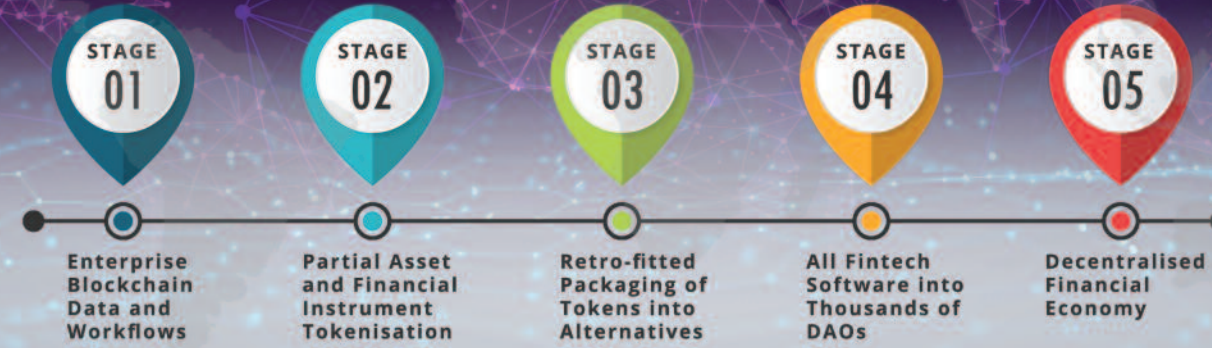 STAGE
01
STAGE
02
STAGE
03
STAGE
04
STAGE
05
Enterprise
Blockchain
Data and
Workflows
Partial Asset
and Financial
Instrument
Tokenisation
Retro-fitted
Packaging of
Tokens into
Alternatives
All Fintech
Software into
Thousands of
DAOs
Decentralised
Financial
Economy